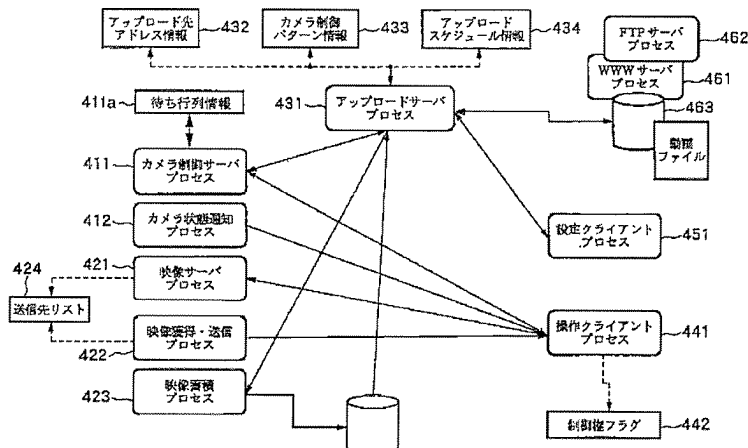 アップロード先
アドレス情報
432
カメラ制御
パターン情報
433
アップロード
スケジュール情報
434
FTPサーバ
プロセス
462
WWWサーバ
プロセス
461
463
動画
ファイル
411a
待ち行列情報
431
アップロードサーバ
プロセス
411
カメラ制御サーバ
プロセス
412
カメラ状態通知
プロセス
設定クライアント
プロセス
451
424
送信先リスト
421
映像サーバ
プロセス
422
映像獲得・送信
プロセス
操作クライアント
プロセス
441
423
映像蓄積
プロセス
制御権フラグ
442